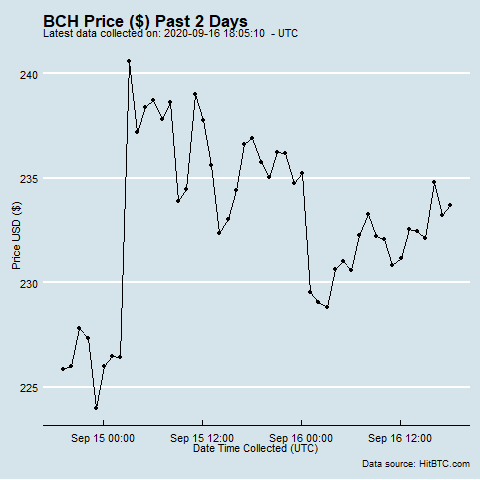 BCH Price ($) Past 2 Days
Latest data collected on: 2020-09-16 18:05:10  - UTC
240
235
230
225
Price USD ($)
Sep 15 00:00
Sep 15 12:00
Sep 16 00:00
Sep 16 12:00
Date Time Collected (UTC)
Data source: HitBTC.com